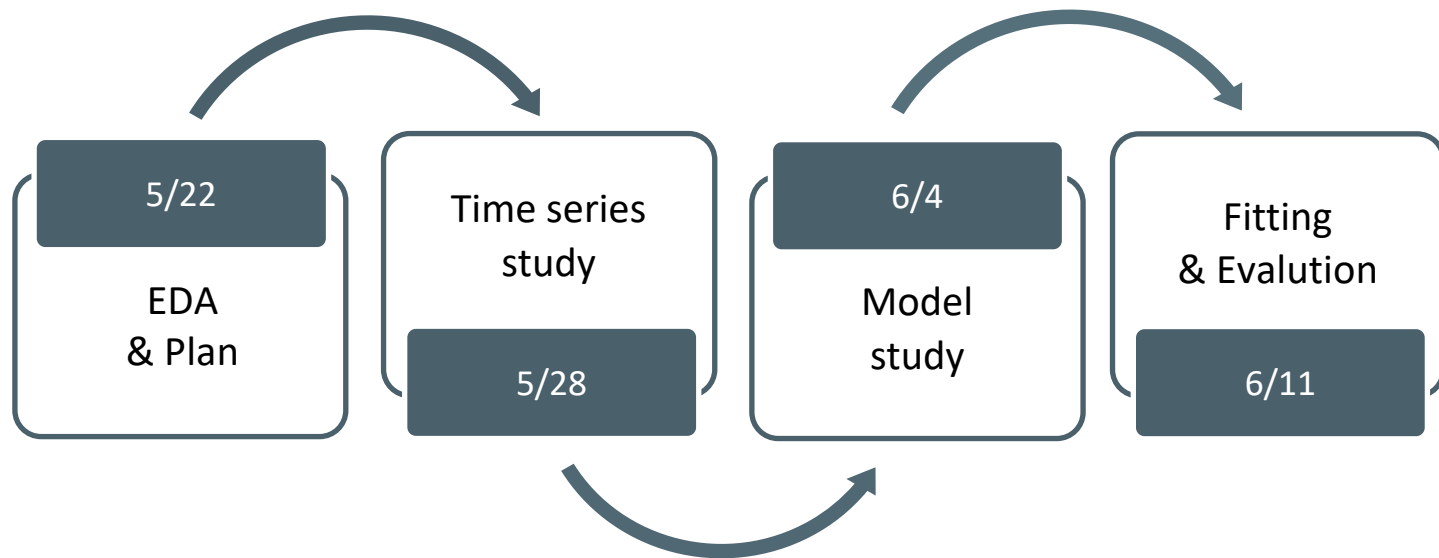 5/22
EDA
& Plan
Time series
study
5/28
6/4
Model
study
Fitting
& Evalution
6/11